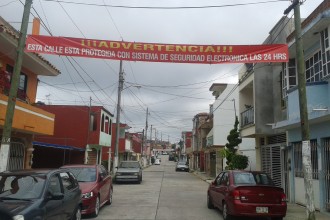 ¡¡¡ADVERTENCIA!!!
ESTA CALLE ESTA PROTEGIDA CON SISTEMA DE SEGURIDAD ELECTRONICA LAS 24 HRS